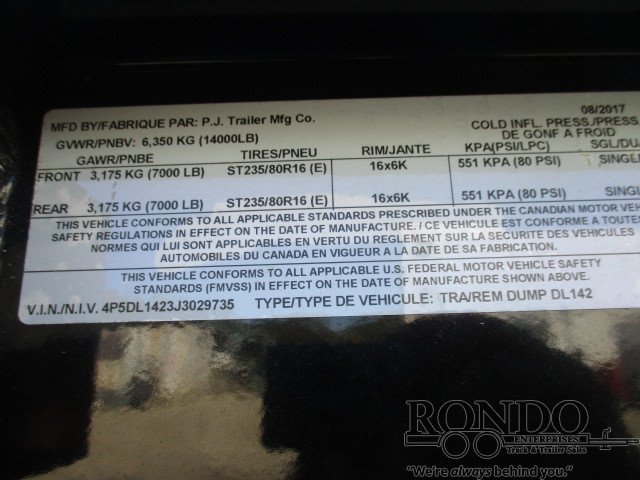 MFD BY/FABRIQUE PAR: P.J. Trailer Mfg Co. 08/2017
GVWR/PNBV: 6,350 KG (14000LB) COLD INFL. PRESS./PRESS.
DE GONF A FROID
GAWR/PNBE TIRES/PNEU RIM/JANTE KPA(PSI/LPC) SGL/DUA
FRONT 3,175 KG (7000 LB) ST235/80R16 (E) 16x6K 551 KPA (80 PSI) SINGL
REAR 3,175 KG (7000 LB) ST235/80R16 (E) 16x6K 551 KPA (80 PSI) SINGL
THIS VEHICLE CONFORMS TO ALL APPLICABLE STANDARDS PRESCRIBED UNDER THE CANADIAN MOTOR VEH
SAFETY REGULATIONS IN EFFECT ON THE DATE OF MANUFACTURE. / CE VEHICULE EST CONFORME A TOUTE
NORMES QUI LUI SONT APPLICABLES EN VERTU DU REGLEMENT SUR LA SECURITE DES VEHICULES
AUTOMOBILES DU CANADA EN VIGUEUR A LA DATE DE SA FABRICATION.
THIS VEHICLE CONFORMS TO ALL APPLICABLE U.S. FEDERAL MOTOR VEHICLE SAFETY
STANDARDS (FMVSS) IN EFFECT ON THE DATE OF MANUFACTURE SHOWN ABOVE.
V.I.N./N.I.V. 4P5DL1423J3029735 TYPE/TYPE DE VEHICULE: TRA/REM DUMP DL142
RONDO
ENTERPRISES
Truck & Trailer Sales
"We're always behind you."